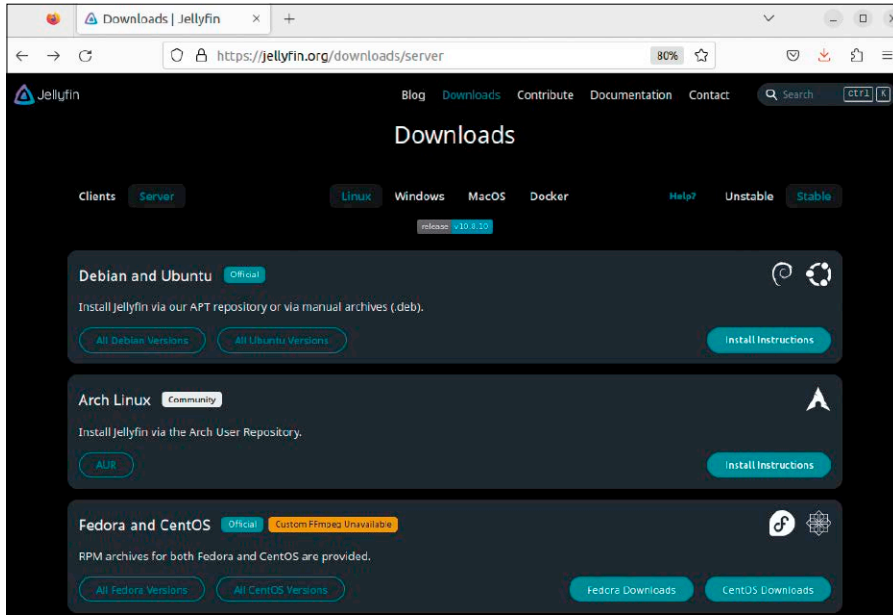 Downloads | Jellyfin
https://jellyfin.org/downloads/server 80%
Jellyfin Blog Downloads Contribute Documentation Contact Search ctrl K
Downloads
Clients Server Linux Windows MacOS Docker Help? Unstable Stable
release v10.8.10
Debian and Ubuntu Official
Install Jellyfin via our APT repository or via manual archives (.deb).
All Debian Versions All Ubuntu Versions Install Instructions
Arch Linux Community
Install Jellyfin via the Arch User Repository.
AUR Install Instructions
Fedora and CentOS Official Custom FFmpeg Unavailable
RPM archives for both Fedora and CentOS are provided.
All Fedora Versions All CentOS Versions Fedora Downloads CentOS Downloads